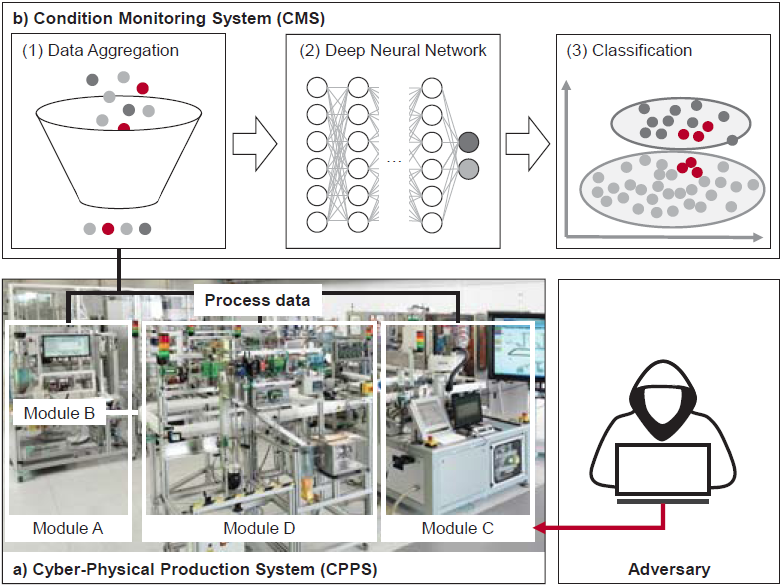 b) Condition Monitoring System (CMS)
(1) Data Aggregation
(2) Deep Neural Network
(3) Classification
...
Process data
Module B
Module A
Module D
Module C
a) Cyber-Physical Production System (CPPS)
Adversary